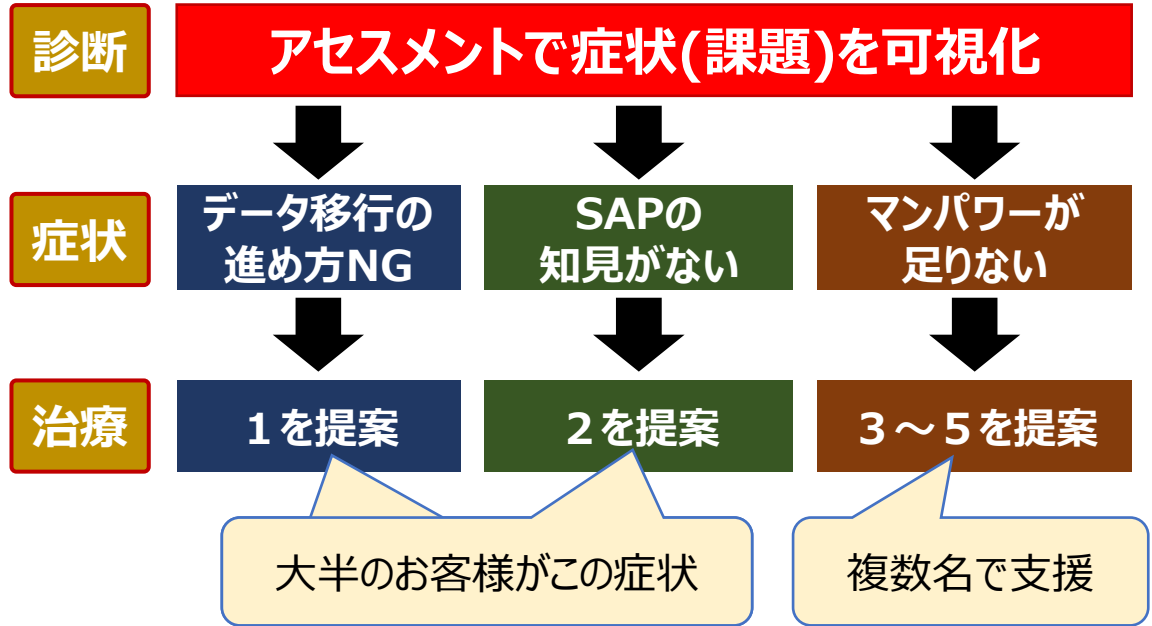 診断
アセスメントで症状(課題)を可視化
症状
データ移行の
進め方NG
SAPの
知見がない
マンパワーが
足りない
治療
１を提案
２を提案
３～５を提案
大半のお客様がこの症状
複数名で支援